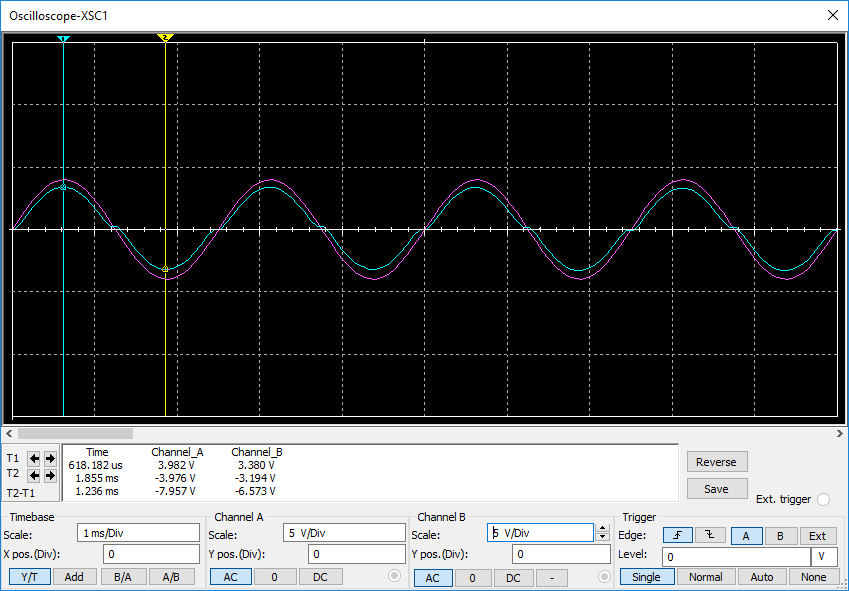 Oscilloscope-XSC1
1
2
T1
T2
T2-T1
Time Channel_A Channel_B
618.182 us 3.982 V 3.380 V
1.855 ms -3.976 V -3.194 V
1.236 ms -7.957 V -6.573 V
Reverse
Save
Ext. trigger
Timebase
Scale: 1 ms/Div
X pos.(Div): 0
Y/T Add B/A A/B
Channel A
Scale: 5 V/Div
Y pos.(Div): 0
AC 0 DC
Channel B
Scale: 5 V/Div
Y pos.(Div): 0
AC 0 DC -
Trigger
Edge: A B Ext
Level: 0 V
Single Normal Auto None